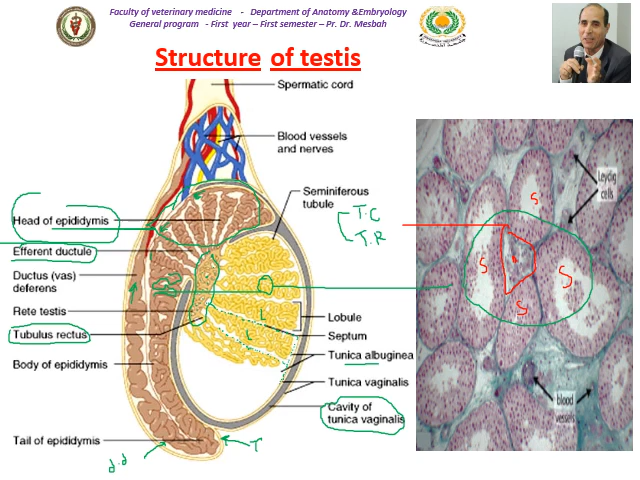 Faculty of veterinary medicine - Department of Anatomy &Embryology
General program - First year – First semester – Pr. Dr. Mesbah
Structure of testis
Spermatic cord
Blood vessels
and nerves
Seminiferous
tubule
T.C
T.R
Head of epididymis
Efferent ductule
Ductus (vas)
deferens
Rete testis
Tubulus rectus
Body of epididymis
Tail of epididymis
d.d
T
L
L
Lobule
Septum
Tunica albuginea
Tunica vaginalis
Cavity of
tunica vaginalis
Leydig
cells
S
S
S
S
blood
vessels